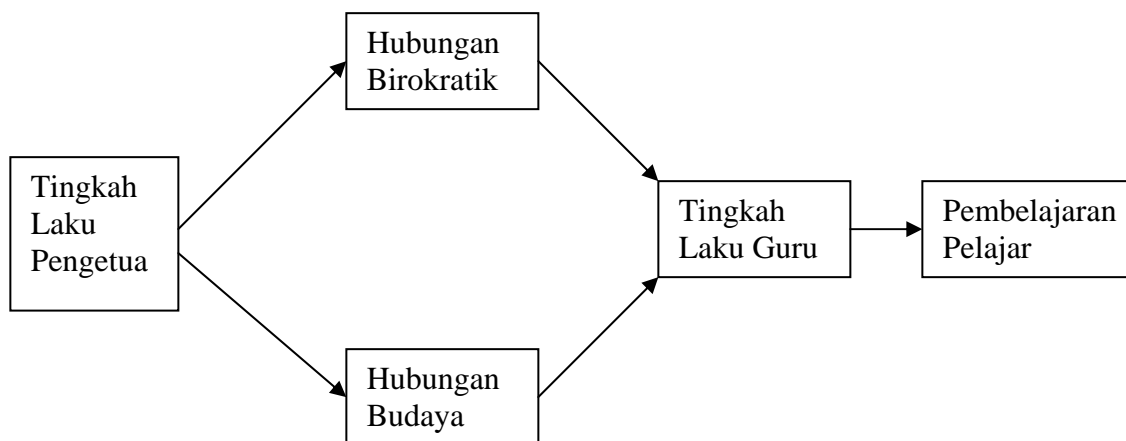 Hubungan
Birokratik
Tingkah
Laku
Pengetua
Tingkah
Laku Guru
Pembelajaran
Pelajar
Hubungan
Budaya